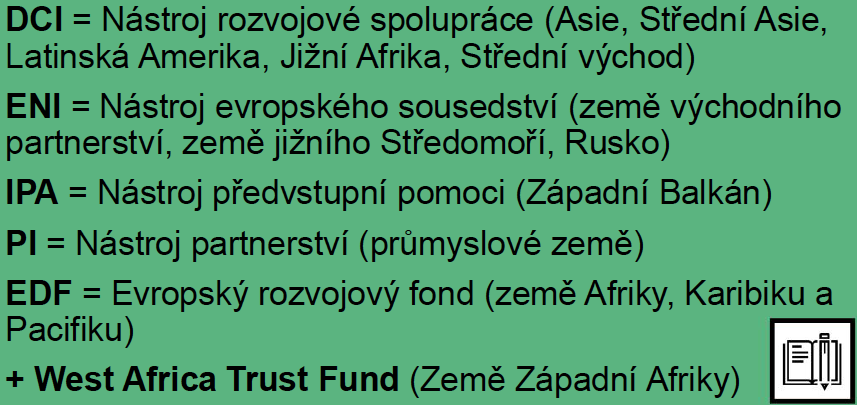 DCI = Nástroj rozvojové spolupráce (Asie, Střední Asie,
Latinská Amerika, Jižní Afrika, Střední východ)
ENI = Nástroj evropského sousedství (země východního
partnerství, země jižního Středomoří, Rusko)
IPA = Nástroj předvstupní pomoci (Západní Balkán)
PI = Nástroj partnerství (průmyslové země)
EDF = Evropský rozvojový fond (země Afriky, Karibiku a
Pacifiku)
+ West Africa Trust Fund (Země Západní Afriky)